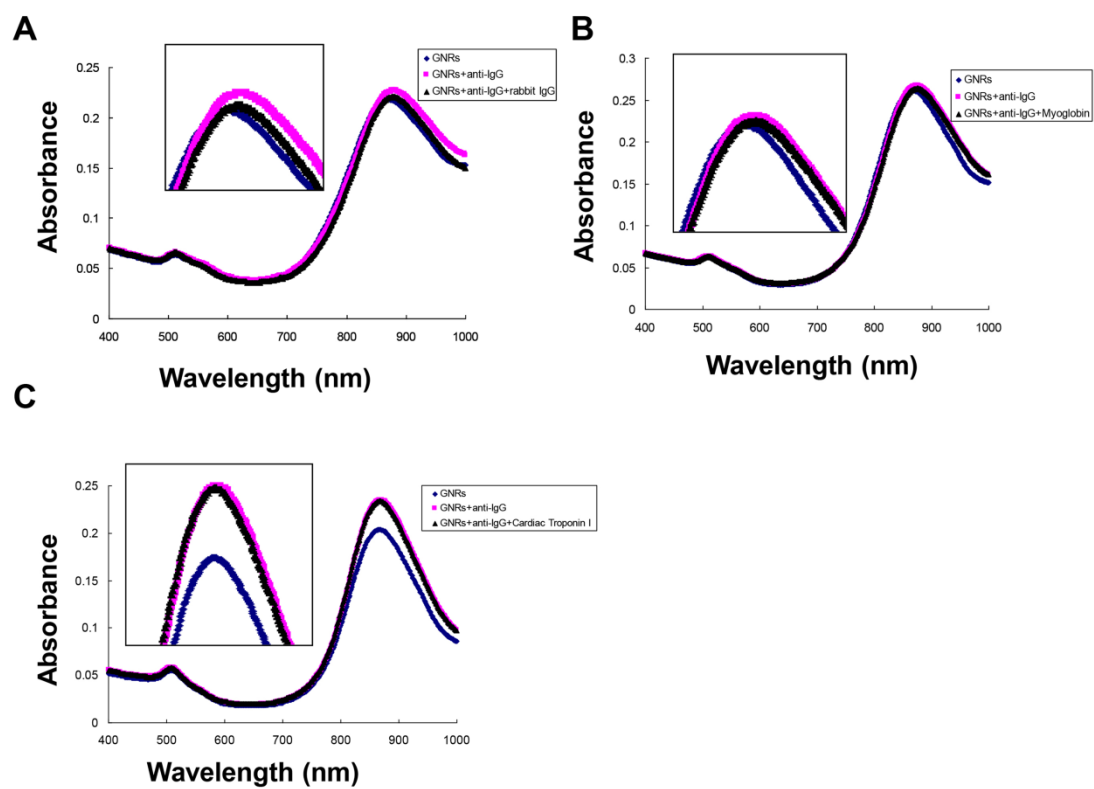 A
GNRs
GNRs+anti-IgG
GNRs+anti-IgG+rabbit IgG
0.25
0.2
0.15
0.1
0.05
0
400 500 600 700 800 900 1000
Absorbance
Wavelength (nm)
B
GNRs
GNRs+anti-IgG
GNRs+anti-IgG+Myoglobin
0.3
0.25
0.2
0.15
0.1
0.05
0
400 500 600 700 800 900 1000
Absorbance
Wavelength (nm)
C
GNRs
GNRs+anti-IgG
GNRs+anti-IgG+Cardiac Troponin I
0.25
0.2
0.15
0.1
0.05
0
400 500 600 700 800 900 1000
Absorbance
Wavelength (nm)